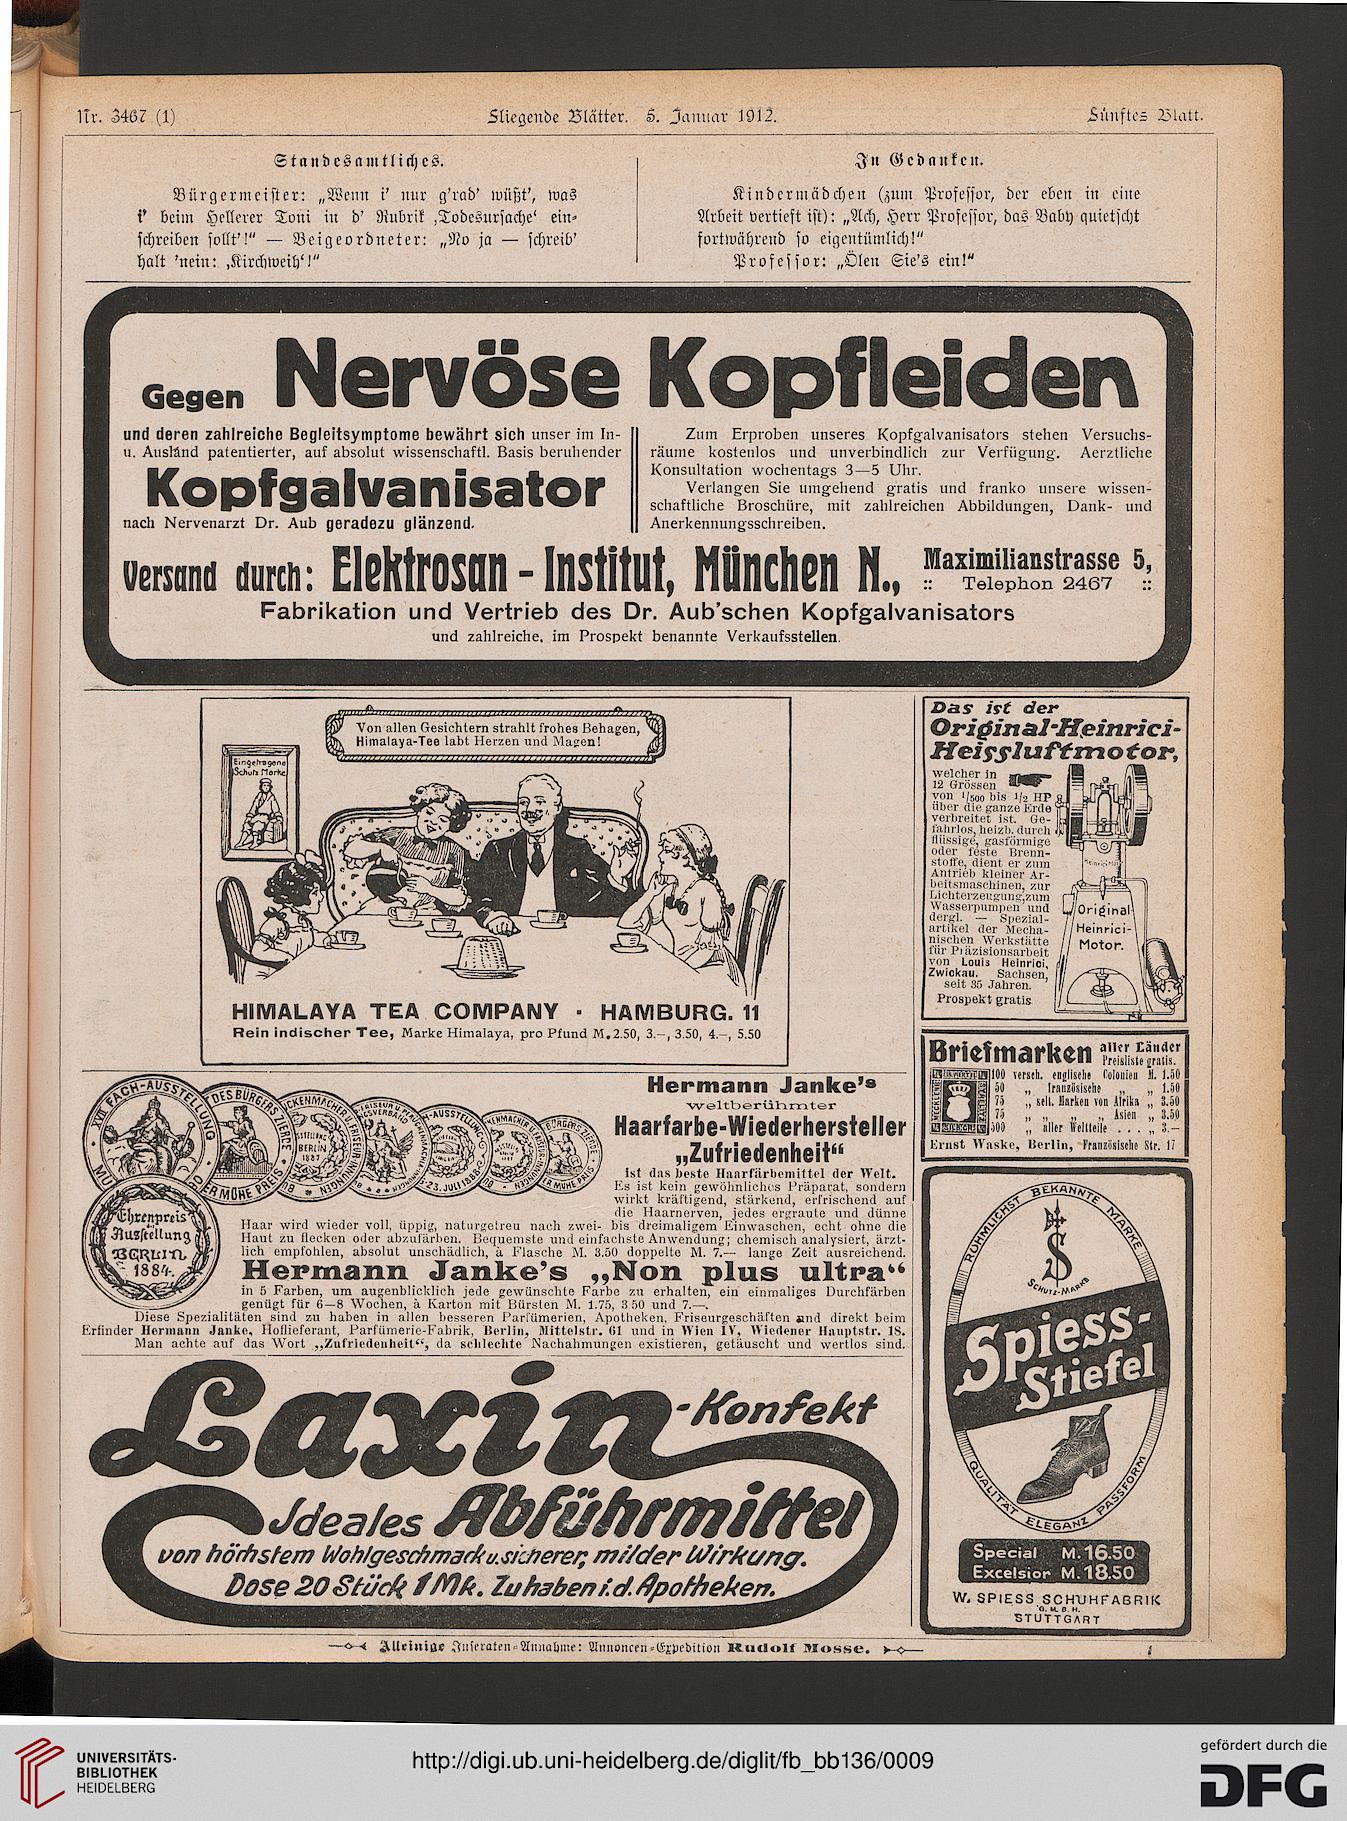 Nr. 3467 (1)
Fliegende Blätter. 5. Januar 1912.
Fünftes Blatt.
Standesamtliches.
Bürgermeister: „Wenn i' nur g'rad' wüßt', was
i' beim Hellerer Toni in d' Rubrik ‚Todesursache‘ ein-
schreiben sollt'!" — Beigeordneter: „No ja — schreib'
halt 'nein: ‚Kirchweih‘!"
In Gedanken.
Kindermädchen (zum Professor, der eben in eine
Arbeit vertieft ist): „Ach, Herr Professor, das Baby quietscht
fortwährend so eigentümlich!"
Professor: „Ölen Sie's ein!"
Gegen Nervöse Kopfleiden
und deren zahlreiche Begleitsymptome bewährt sich unser im In-
u. Ausland patentierter, auf absolut wissenschaftl. Basis beruhender
Kopfgalvanisator
nach Nervenarzt Dr. Aub geradezu glänzend.
Zum Erproben unseres Kopfgalvanisators stehen Versuchs-
räume kostenlos und unverbindlich zur Verfügung. Aerztliche
Konsultation wochentags 3—5 Uhr.
Verlangen Sie umgehend gratis und franko unsere wissen-
schaftliche Broschüre, mit zahlreichen Abbildungen, Dank- und
Anerkennungsschreiben.
Versand durch: Elektrosan-Institut, München N., Maximilianstrasse 5,
:: Telephon 2467 ::
Fabrikation und Vertrieb des Dr. Aub'schen Kopfgalvanisators
und zahlreiche, im Prospekt benannte Verkaufsstellen.
Von allen Gesichtern strahlt frohes Behagen,
Himalaya-Tee labt Herzen und Magen!
Eingetragene
Schutz Marke
HIMALAYA TEA COMPANY · HAMBURG. 11
Rein indischer Tee, Marke Himalaya, pro Pfund M. 2.50, 3.—, 3.50, 4.—, 5.50
Das ist der
Original-Heinrici-
Heissluftmotor,
welcher in
12 Grössen
von 1/500 bis 1/2 HP
über die ganze Erde
verbreitet ist. Ge-
fahrlos, heizb. durch
flüssige, gasförmige
oder feste Brenn-
stoffe, dient er zum
Antrieb kleiner Ar-
beitsmaschinen, zur
Lichterzeugung, zum
Wasserpumpen und
dergl. — Spezial-
artikel der Mecha-
nischen Werkstätte
für Präzisionsarbeit
von Louis Heinrici,
Zwickau. Sachsen,
seit 35 Jahren.
Prospekt gratis
Original
Heinrici-
Motor.
Briefmarken aller Länder
Preisliste gratis.
100 versch. englische Colonien M. 1.50
50 „ französische „ „ 1.50
75 „ selt. Marken von Afrika „ 3.50
75 „ „ „ „ Asien „ 3.50
500 „ aller Weltteile . . . „ 3.—
Ernst Waske, Berlin, Französische Str. 17
XVII FACH-AUSSTELLUNG
BERLIN
1887
Ehrenpreis
Ausstellung
BERLIN
1884.
Hermann Janke's
weltberühmter
Haarfarbe-Wiederhersteller
„Zufriedenheit"
ist das beste Haarfärbemittel der Welt.
Es ist kein gewöhnliches Präparat, sondern
wirkt kräftigend, stärkend, erfrischend auf
die Haarnerven, jedes ergraute und dünne
Haar wird wieder voll, üppig, naturgetreu nach zwei- bis dreimaligem Einwaschen, echt ohne die
Haut zu flecken oder abzufärben. Bequemste und einfachste Anwendung; chemisch analysiert, ärzt-
lich empfohlen, absolut unschädlich, à Flasche M. 3.50 doppelte M. 7.— lange Zeit ausreichend.
Hermann Janke's „Non plus ultra"
in 5 Farben, um augenblicklich jede gewünschte Farbe zu erhalten, ein einmaliges Durchfärben
genügt für 6—8 Wochen, à Karton mit Bürsten M. 1.75, 3.50 und 7.—.
Diese Spezialitäten sind zu haben in allen besseren Parfümerien, Apotheken, Friseurgeschäften und direkt beim
Erfinder Hermann Janke, Hoflieferant, Parfümerie-Fabrik, Berlin, Mittelstr. 61 und in Wien IV, Wiedener Hauptstr. 18.
Man achte auf das Wort „Zufriedenheit", da schlechte Nachahmungen existieren, getäuscht und wertlos sind.
Laxin-Konfekt
Ideales Abführmittel
von höchstem Wohlgeschmack u. sicherer, milder Wirkung.
Dose 20 Stück 1 Mk. Zu haben i. d. Apotheken.
RÜHMLICHST BEKANNTE MARKE
SCHUTZ-MARKE
Spiess-
Stiefel
QUALITÄT ELEGANZ PASSFORM
Special M. 16.50
Excelsior M. 18.50
W. SPIESS SCHUHFABRIK
G. M. B. H.
STUTTGART
Alleinige Inseraten-Annahme: Annoncen-Expedition Rudolf Mosse.
1
UNIVERSITÄTS-
BIBLIOTHEK
HEIDELBERG
http://digi.ub.uni-heidelberg.de/diglit/fb_bb136/0009
gefördert durch die
DFG